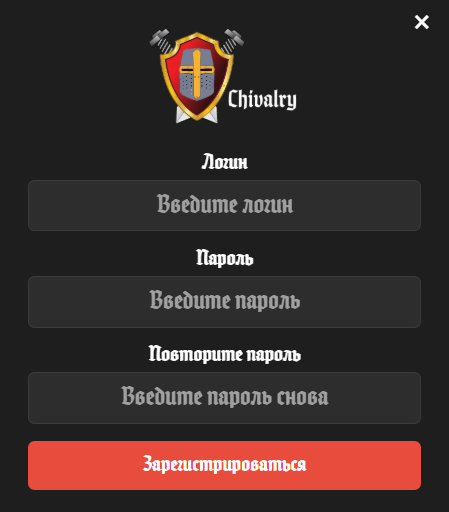 Chivalry
Логин
Введите логин
Пароль
Введите пароль
Повторите пароль
Введите пароль снова
Зарегистрироваться